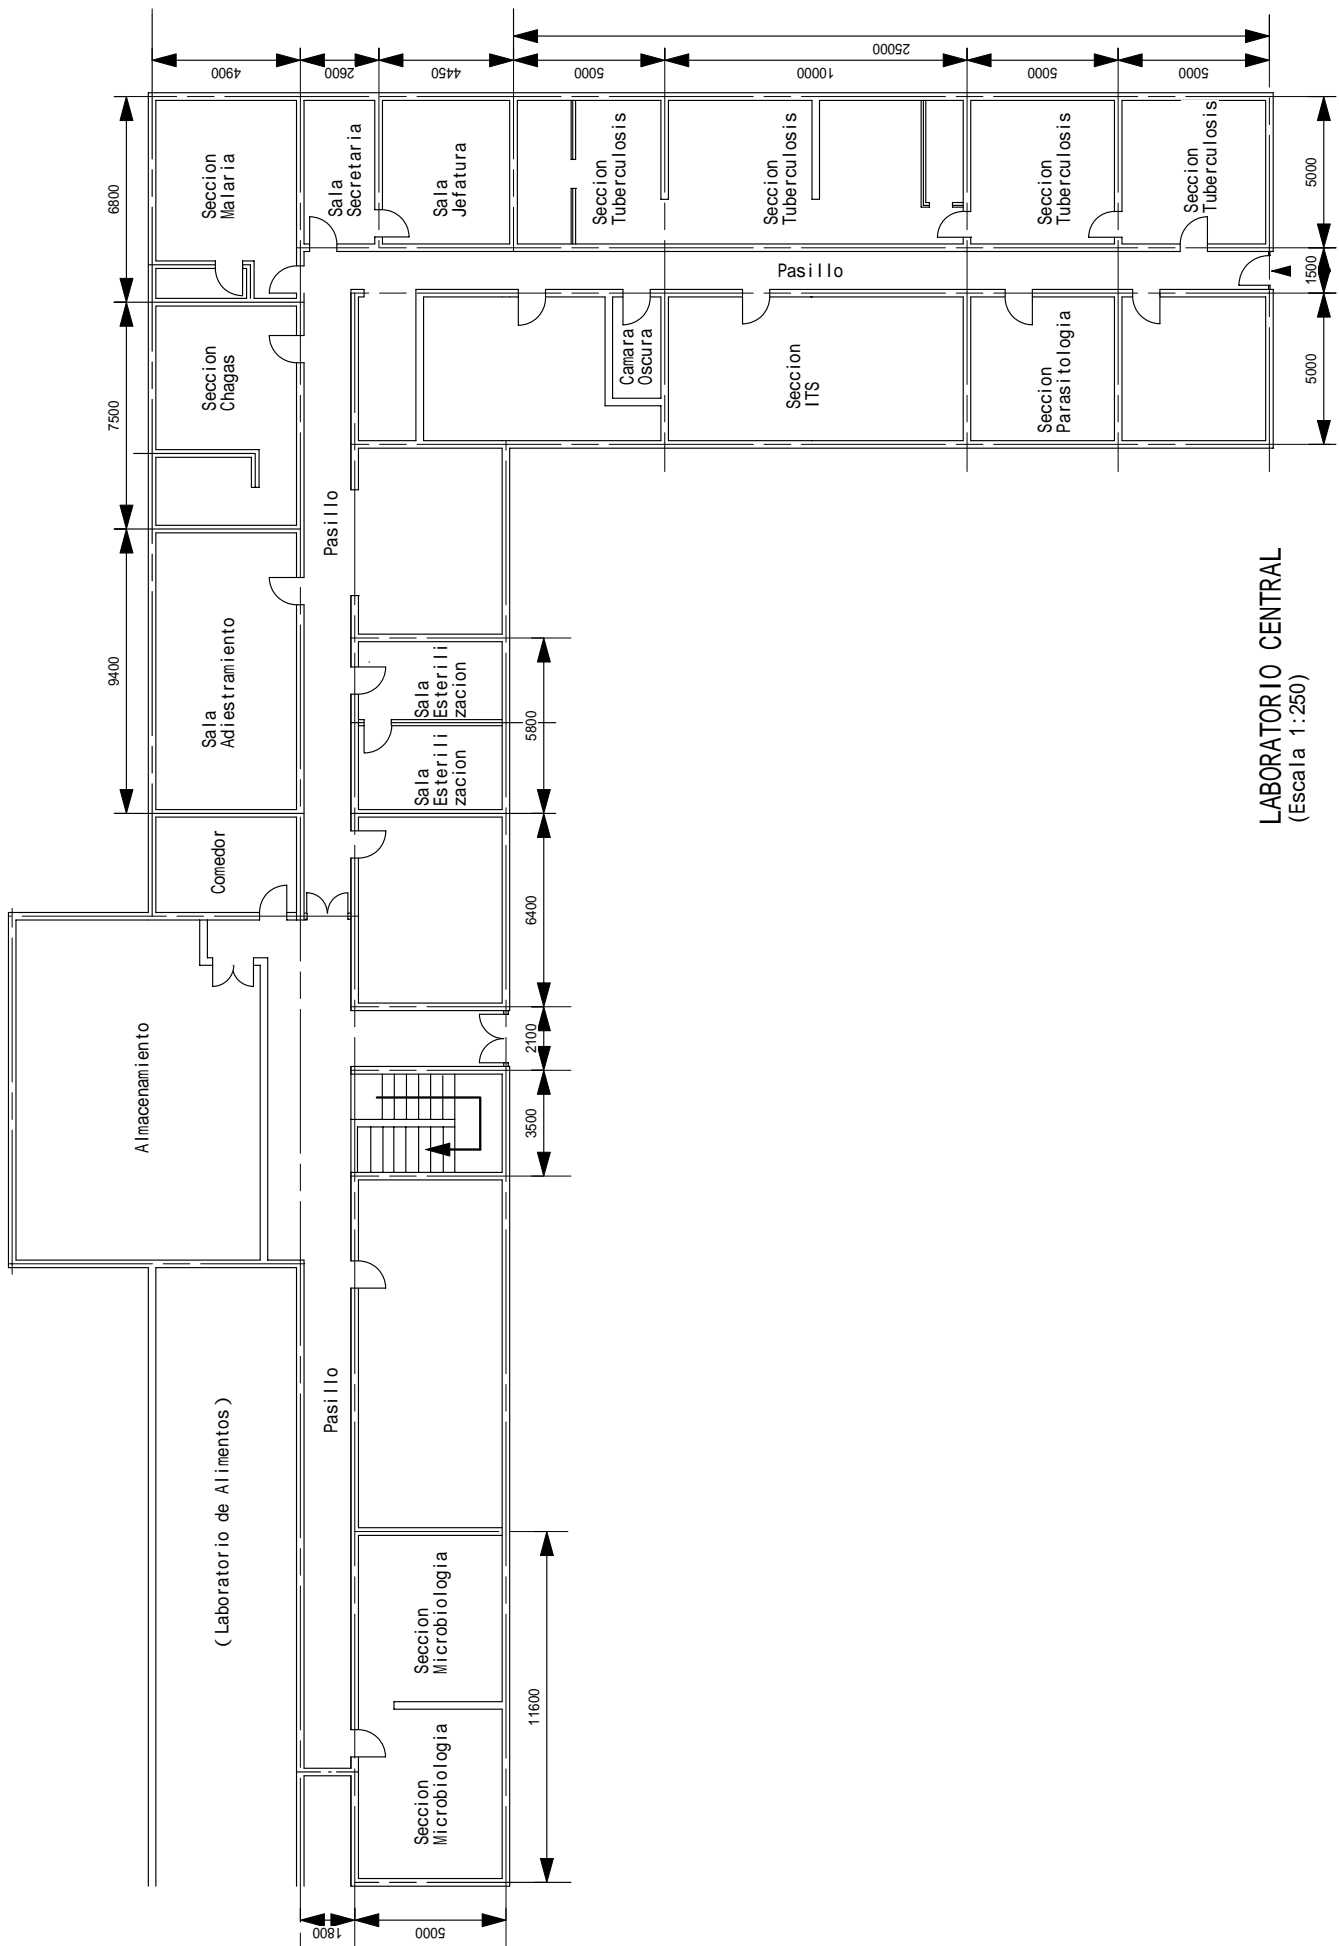 4900
2600
4450
25000
5000
10000
5000
5000
6800
7500
9400
Seccion
Malaria
Sala
Secretaria
Sala
Jefatura
Seccion
Tuberculosis
Seccion
Tuberculosis
Seccion
Tuberculosis
Seccion
Tuberculosis
5000
1500
5000
Pasillo
Seccion
Chagas
Camara
Oscura
Seccion
ITS
Seccion
Parasitologia
Pasillo
Sala
Adiestramiento
Sala
Esterili
zacion
Sala
Esterili
zacion
5800
Comedor
6400
2100
3500
Almacenamiento
Pasillo
(Laboratorio de Alimentos)
Seccion
Microbiologia
Seccion
Microbiologia
11600
1800
5000
LABORATORIO CENTRAL
(Escala 1:250)